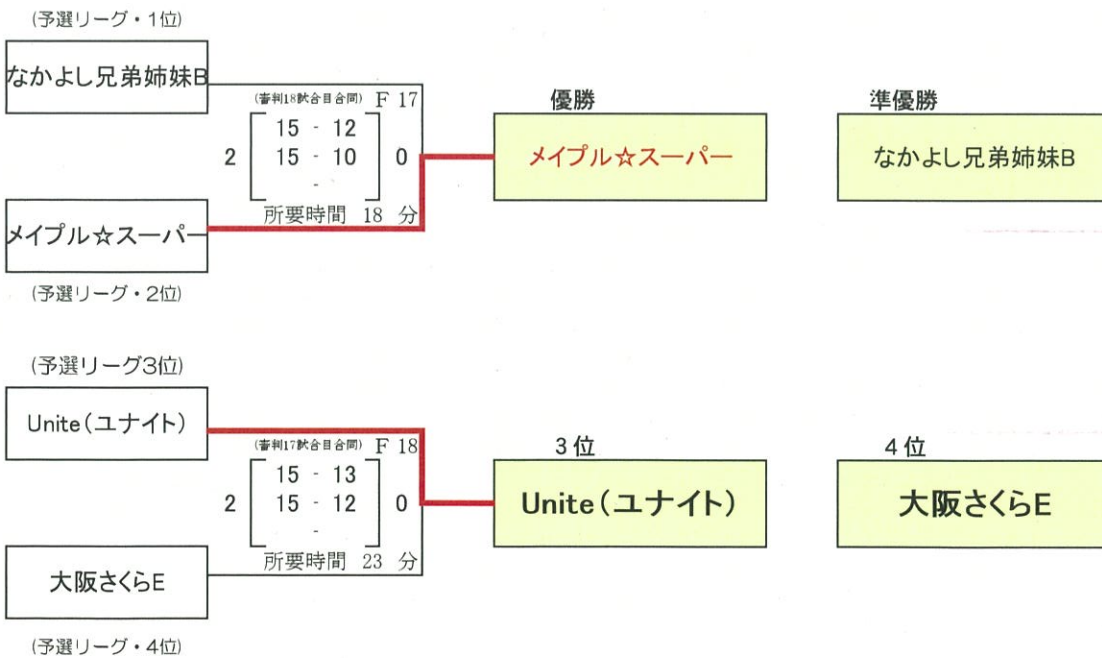 (予選リーグ・1位)
なかよし兄弟姉妹B
(審判18試合目合同) F 17
15 - 12
2 15 - 10 0
-
所要時間 18 分
メイプル☆スーパー
(予選リーグ・2位)
優勝
メイプル☆スーパー
準優勝
なかよし兄弟姉妹B
(予選リーグ3位)
Unite(ユナイト)
(審判17試合目合同) F 18
15 - 13
2 15 - 12 0
-
所要時間 23 分
大阪さくらE
(予選リーグ・4位)
3位
Unite(ユナイト)
4位
大阪さくらE